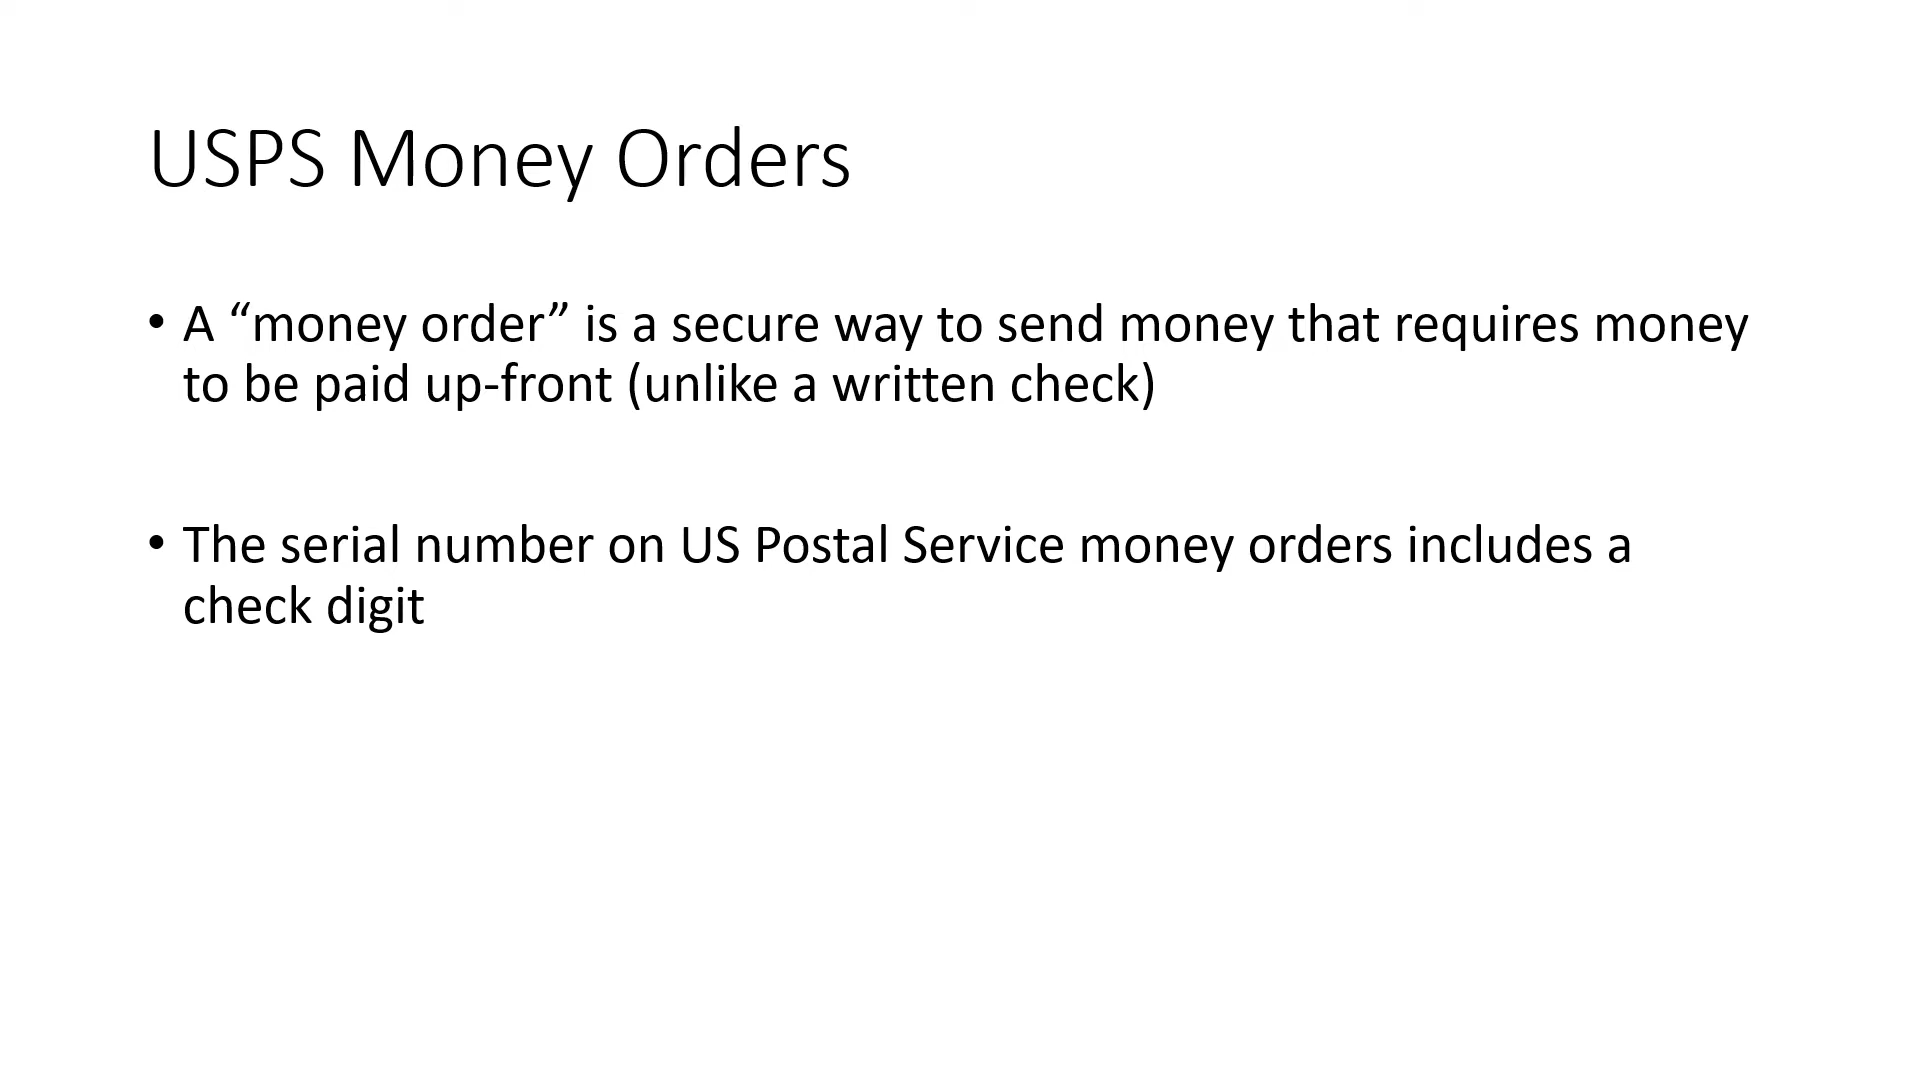 USPS Money Orders
• A “money order” is a secure way to send money that requires money
to be paid up-front (unlike a written check)
• The serial number on US Postal Service money orders includes a
check digit